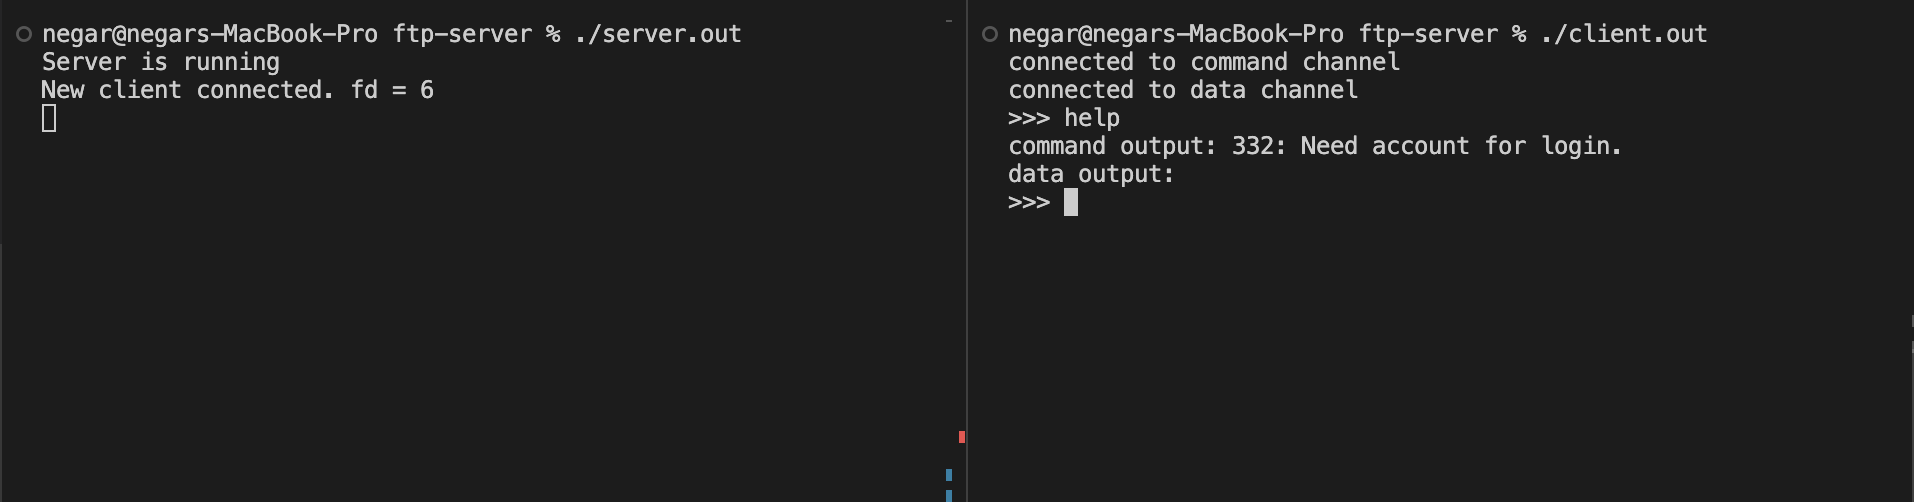 negar@negars-MacBook-Pro ftp-server % ./server.out
Server is running
New client connected. fd = 6
negar@negars-MacBook-Pro ftp-server % ./client.out
connected to command channel
connected to data channel
>>> help
command output: 332: Need account for login.
data output:
>>>